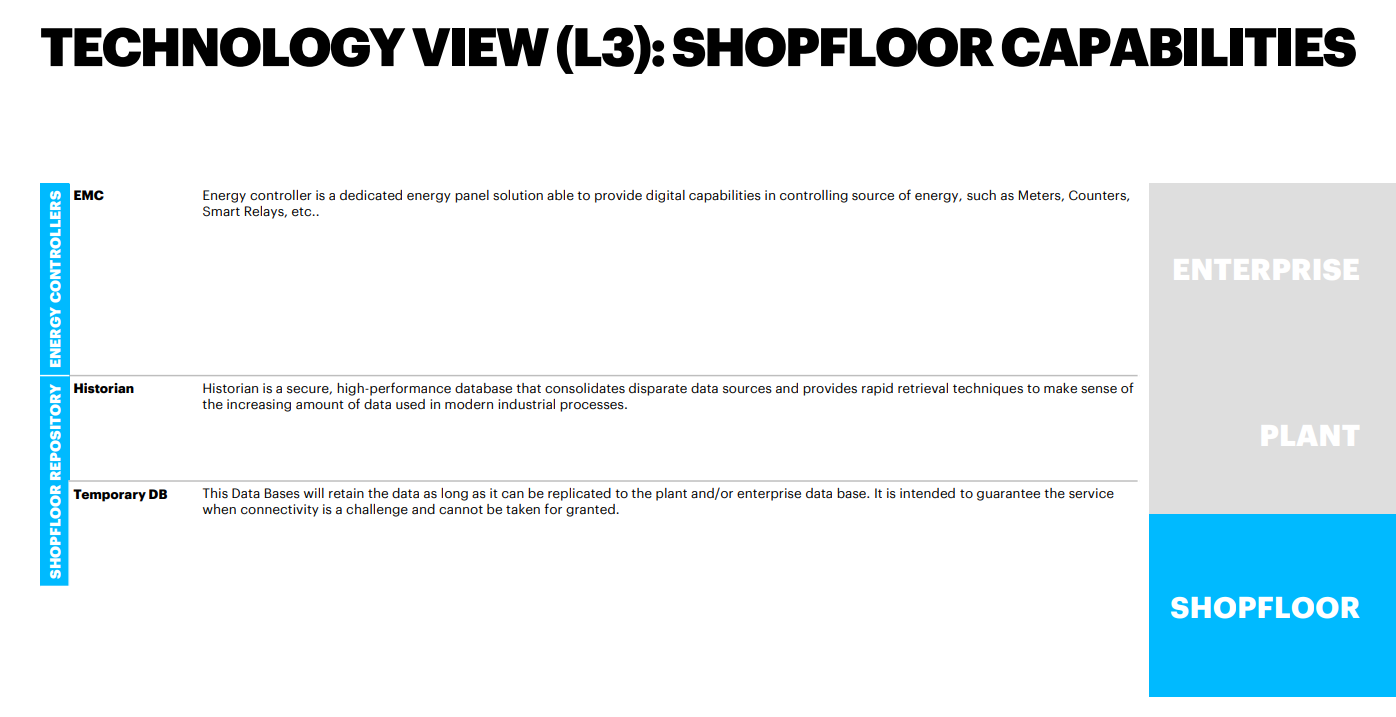 TECHNOLOGY VIEW (L3): SHOPFLOOR CAPABILITIES
ENERGY CONTROLLERS
EMC
Energy controller is a dedicated energy panel solution able to provide digital capabilities in controlling source of energy, such as Meters, Counters,
Smart Relays, etc..
SHOPFLOOR REPOSITORY
Historian
Historian is a secure, high-performance database that consolidates disparate data sources and provides rapid retrieval techniques to make sense of
the increasing amount of data used in modern industrial processes.
Temporary DB
This Data Bases will retain the data as long as it can be replicated to the plant and/or enterprise data base. It is intended to guarantee the service
when connectivity is a challenge and cannot be taken for granted.
ENTERPRISE
PLANT
SHOPFLOOR